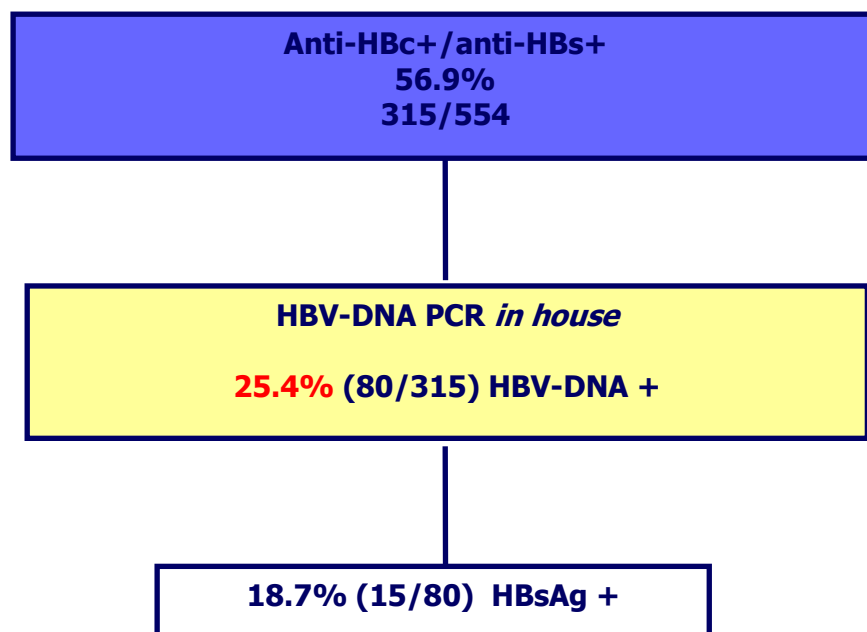 Anti-HBc+/anti-HBs+
56.9%
315/554
HBV-DNA PCR in house
25.4% (80/315) HBV-DNA +
18.7% (15/80) HBsAg +